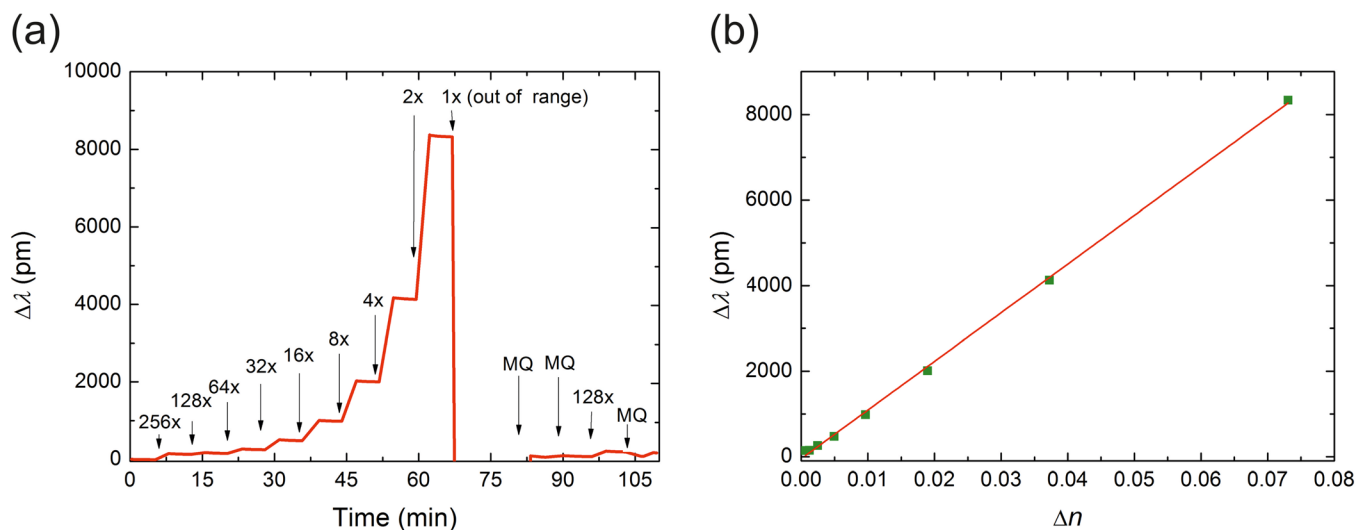 (a)
10000
8000
6000
4000
2000
0
Δλ (pm)
256x
128x
64x
32x
16x
8x
4x
2x
1x (out of range)
MQ
MQ
128x
MQ
0 15 30 45 60 75 90 105
Time (min)
(b)
8000
6000
4000
2000
0
Δλ (pm)
0.00 0.01 0.02 0.03 0.04 0.05 0.06 0.07 0.08
Δn